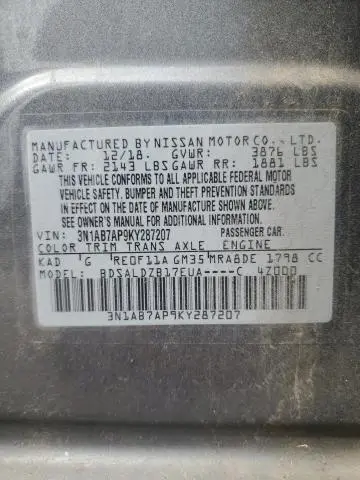 MANUFACTURED BY NISSAN MOTOR CO., LTD.
DATE: 12/18. GVWR: 3876 LBS
GAWR FR: 2143 LBS GAWR RR: 1881 LBS
THIS VEHICLE CONFORMS TO ALL APPLICABLE FEDERAL MOTOR
VEHICLE SAFETY, BUMPER AND THEFT PREVENTION STANDARDS
IN EFFECT ON THE DATE OF MANUFACTURE SHOWN ABOVE.
SEE OWNER'S MANUAL FOR ADDITIONAL INFORMATION.
VIN: 3N1AB7AP9KY287207 PASSENGER CAR.
COLOR TRIM TRANS AXLE ENGINE
KAD G RE0F11A GM35 MRA8DE 1798 CC
MODEL: BDSALDZB17EUA----C 4Z000
3N1AB7AP9KY287207